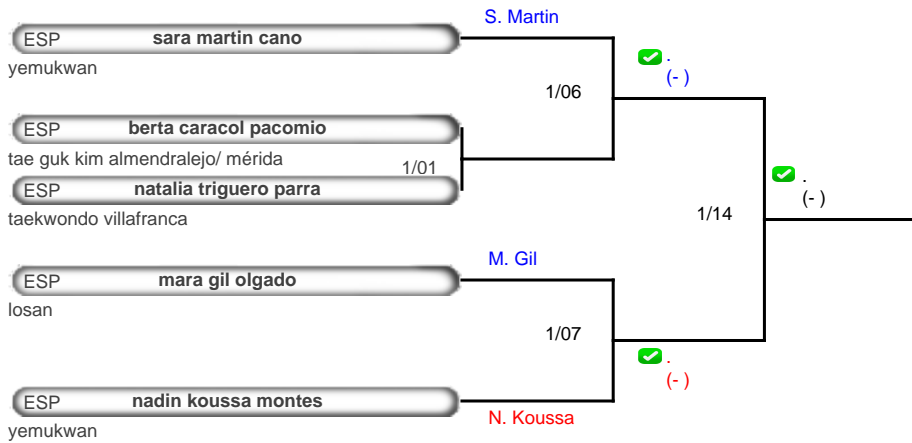 S. Martin
ESP sara martin cano
yemukwan
.
(- )
1/06
ESP berta caracol pacomio
tae guk kim almendralejo/ mérida
1/01
ESP natalia triguero parra
taekwondo villafranca
.
(- )
1/14
M. Gil
ESP mara gil olgado
losan
1/07
.
(- )
ESP nadin koussa montes
N. Koussa
yemukwan